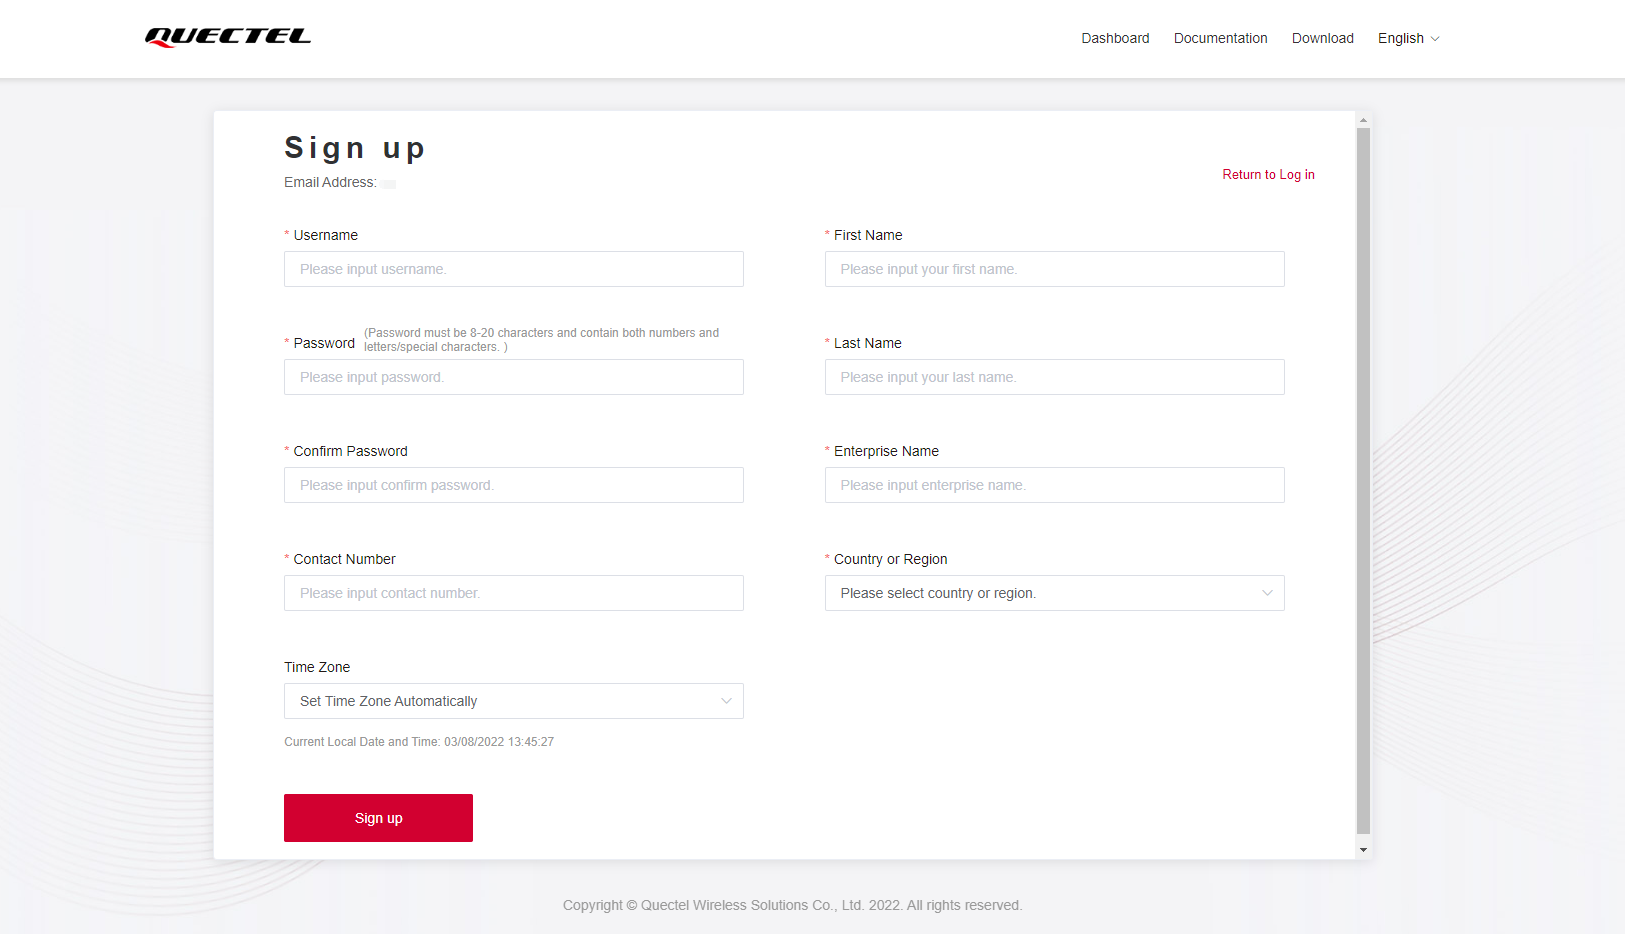 QUECTEL
Dashboard Documentation Download English
Sign up
Email Address:
Return to Log in
* Username
Please input username.
* First Name
Please input your first name.
* Password (Password must be 8-20 characters and contain both numbers and
letters/special characters. )
Please input password.
* Last Name
Please input your last name.
* Confirm Password
Please input confirm password.
* Enterprise Name
Please input enterprise name.
* Contact Number
Please input contact number.
* Country or Region
Please select country or region.
Time Zone
Set Time Zone Automatically
Current Local Date and Time: 03/08/2022 13:45:27
Sign up
Copyright © Quectel Wireless Solutions Co., Ltd. 2022. All rights reserved.